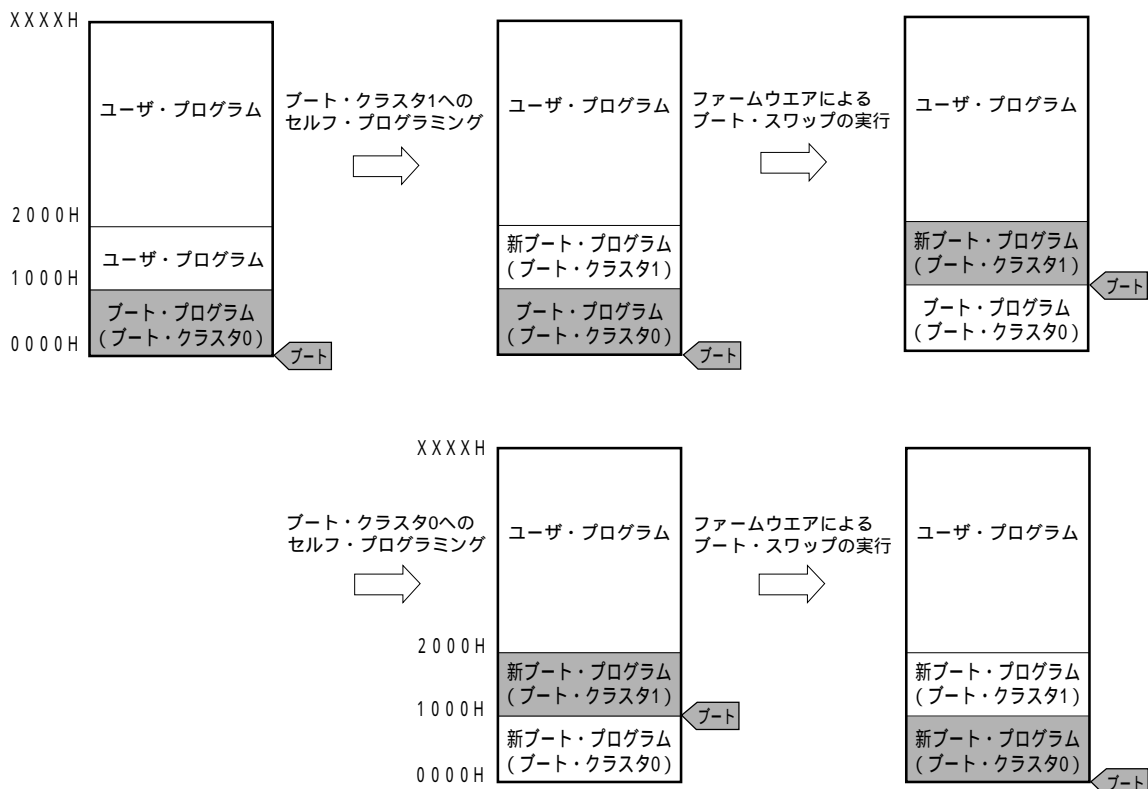 XXXXH
ユーザ・プログラム
2000H
ユーザ・プログラム
1000H
ブート・プログラム
(ブート・クラスタ0)
0000H
ブート
ブート・クラスタ1への
セルフ・プログラミング
ユーザ・プログラム
新ブート・プログラム
(ブート・クラスタ1)
ブート・プログラム
(ブート・クラスタ0)
ブート
ファームウエアによる
ブート・スワップの実行
ユーザ・プログラム
新ブート・プログラム
(ブート・クラスタ1)
ブート
ブート・プログラム
(ブート・クラスタ0)
ブート・クラスタ0への
セルフ・プログラミング
XXXXH
ユーザ・プログラム
2000H
新ブート・プログラム
(ブート・クラスタ1)
1000H
ブート
新ブート・プログラム
(ブート・クラスタ0)
0000H
ファームウエアによる
ブート・スワップの実行
ユーザ・プログラム
新ブート・プログラム
(ブート・クラスタ1)
新ブート・プログラム
(ブート・クラスタ0)
ブート